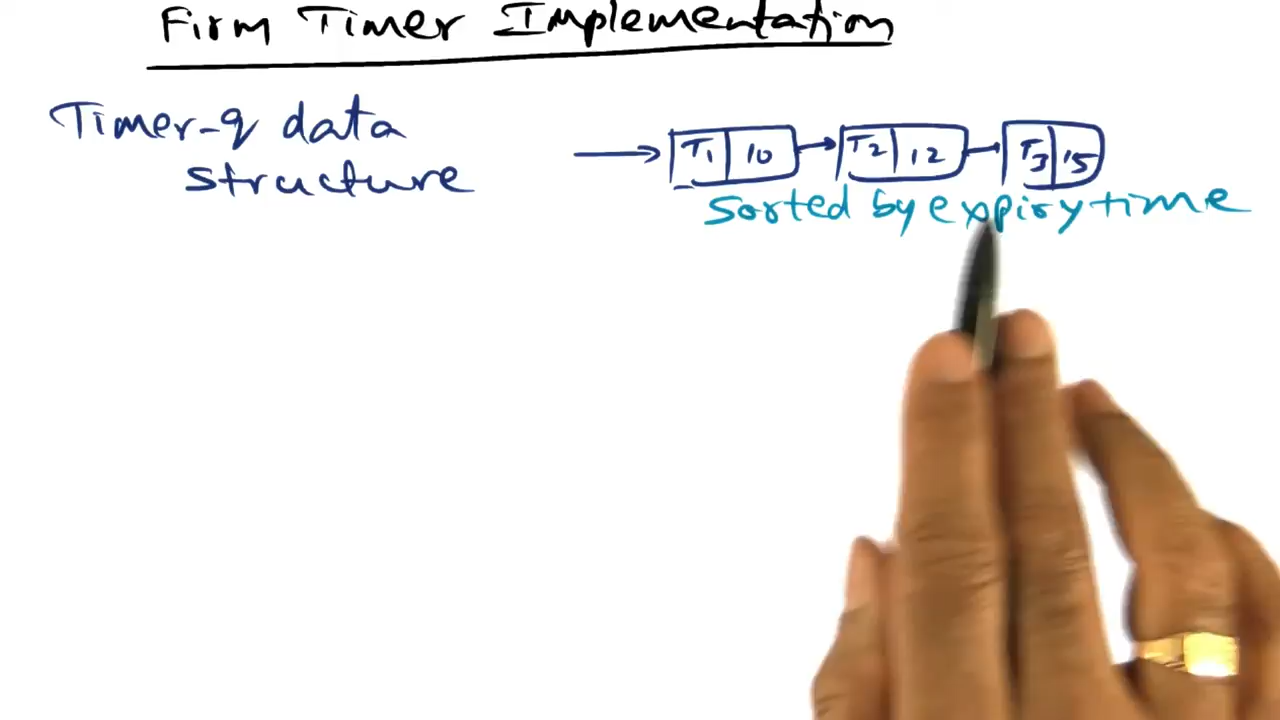 Firm Timer Implementation
Timer-q data
structure
T1 10 T2 12 T3 15
sorted by expiry time